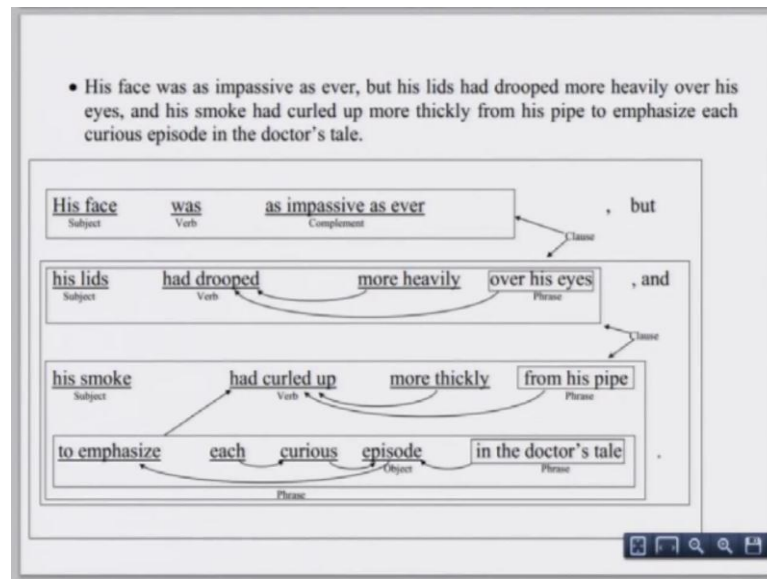 • His face was as impassive as ever, but his lids had drooped more heavily over his
eyes, and his smoke had curled up more thickly from his pipe to emphasize each
curious episode in the doctor's tale.
His face was as impassive as ever , but
Subject Verb Complement
Clause
his lids had drooped more heavily over his eyes , and
Subject Verb Phrase
Clause
his smoke had curled up more thickly from his pipe
Subject Verb Phrase
to emphasize each curious episode in the doctor's tale .
Object Phrase
Phrase